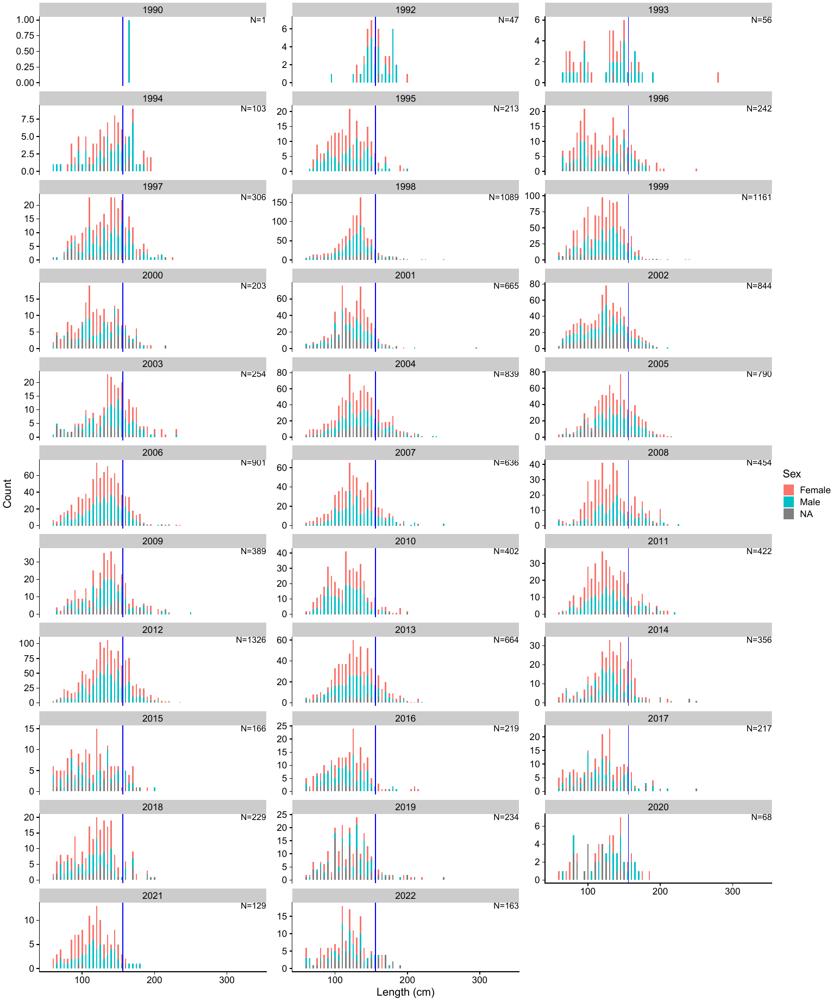 1990 1992 1993
N=1 N=47 N=56
1.00 0.75 0.50 0.25 0.00
6 4 2 0
6 4 2 0
1994 1995 1996
N=103 N=213 N=242
7.5 5.0 2.5 0.0
20 15 10 5 0
20 15 10 5 0
1997 1998 1999
N=306 N=1089 N=1161
20 15 10 5 0
150 100 50 0
100 75 50 25 0
2000 2001 2002
N=203 N=665 N=844
15 10 5 0
60 40 20 0
80 60 40 20 0
2003 2004 2005
N=254 N=839 N=790
20 15 10 5 0
80 60 40 20 0
80 60 40 20 0
2006 2007 2008
N=901 N=636 N=454
60 40 20 0
60 40 20 0
40 30 20 10 0
2009 2010 2011
N=389 N=402 N=422
30 20 10 0
40 30 20 10 0
30 20 10 0
2012 2013 2014
N=1326 N=664 N=356
100 75 50 25 0
60 40 20 0
30 20 10 0
2015 2016 2017
N=166 N=219 N=217
15 10 5 0
25 20 15 10 5 0
20 15 10 5 0
2018 2019 2020
N=229 N=234 N=68
20 15 10 5 0
25 20 15 10 5 0
6 4 2 0
100 200 300
2021 2022
N=129 N=163
10 5 0
15 10 5 0
100 200 300
100 200 300
Length (cm)
Count
Sex
Female
Male
NA